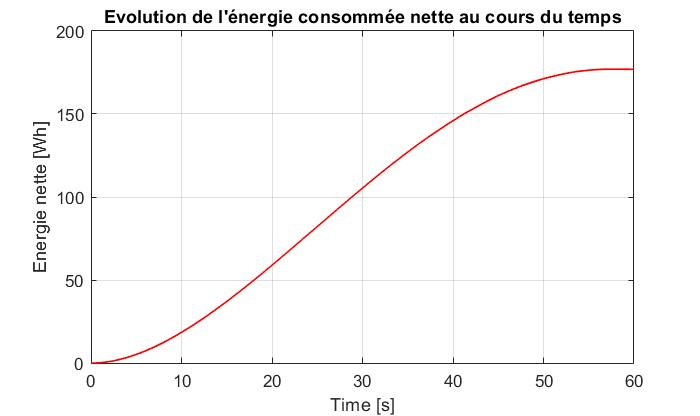 Evolution de l'énergie consommée nette au cours du temps
200
150
100
50
0
Energie nette [Wh]
0 10 20 30 40 50 60
Time [s]